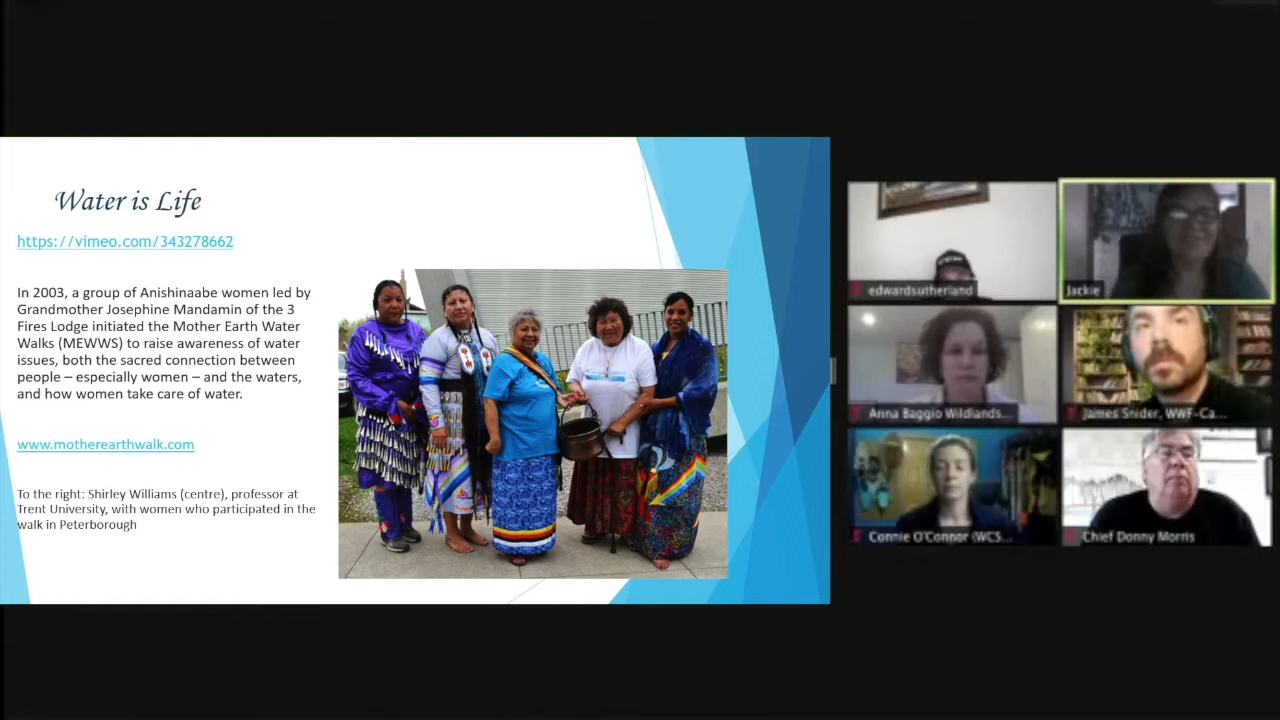 Water is Life
https://vimeo.com/343278662
In 2003, a group of Anishinaabe women led by
Grandmother Josephine Mandamin of the 3
Fires Lodge initiated the Mother Earth Water
Walks (MEWWS) to raise awareness of water
issues, both the sacred connection between
people – especially women – and the waters,
and how women take care of water.
www.motherearthwalk.com
To the right: Shirley Williams (centre), professor at
Trent University, with women who participated in the
walk in Peterborough
edwardsutherland
Jackie
Anna Baggio Wildlands...
James Snider, WWF-Ca...
Connie O'Connor (WCS...
Chief Donny Morris